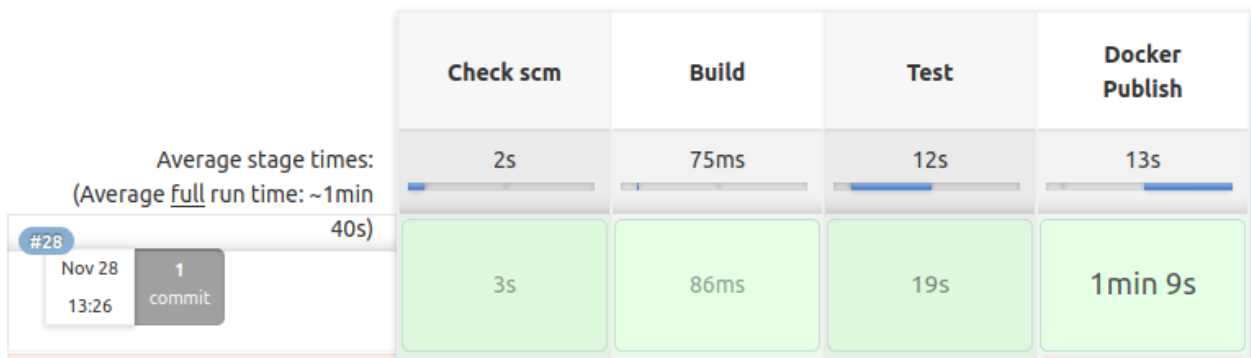 Check scm
Build
Test
Docker
Publish
Average stage times:
(Average full run time: ~1min
40s)
2s
75ms
12s
13s
#28
Nov 28
13:26
1
commit
3s
86ms
19s
1min 9s